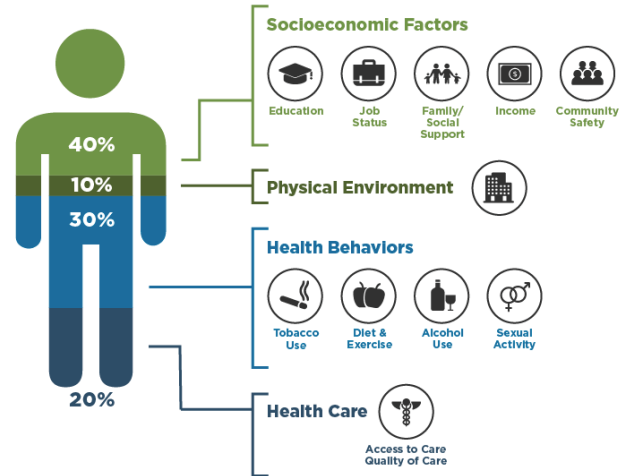 Socioeconomic Factors
Education
Job
Status
Family/
Social
Support
Income
Community
Safety
40%
10%
Physical Environment
30%
Health Behaviors
Tobacco
Use
Diet &
Exercise
Alcohol
Use
Sexual
Activity
20%
Health Care
Access to Care
Quality of Care